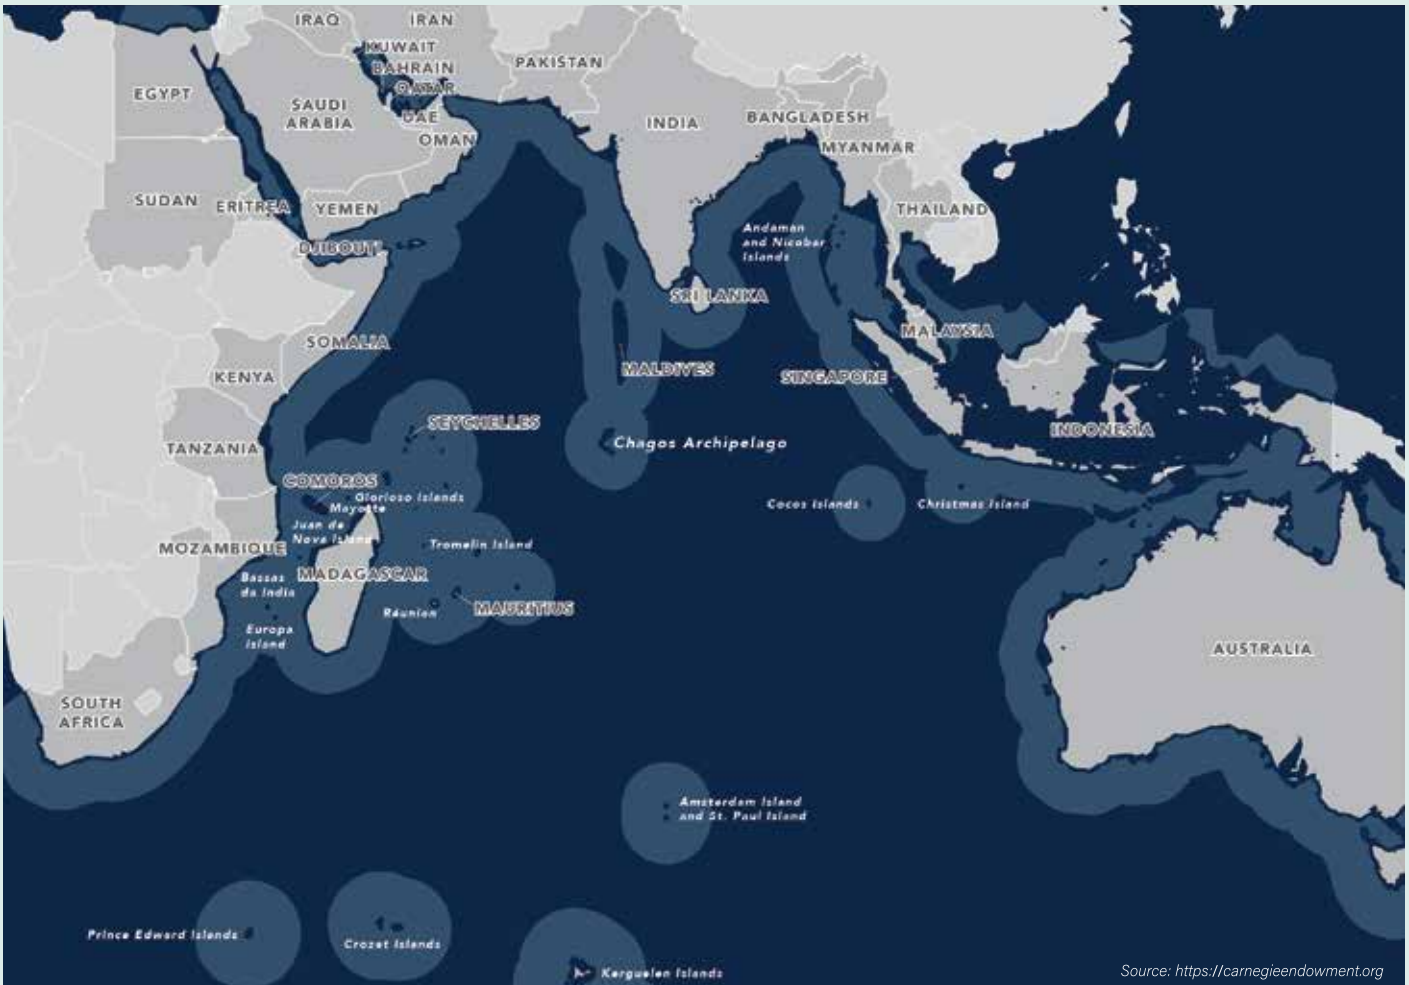 IRAQ
IRAN
KUWAIT
BAHRAIN
QATAR
UAE
OMAN
PAKISTAN
EGYPT
SAUDI
ARABIA
INDIA
BANGLADESH
MYANMAR
SUDAN
ERITREA
YEMEN
THAILAND
DJIBOUTI
Andaman
and Nicobar
Islands
SRI LANKA
MALAYSIA
SOMALIA
KENYA
MALDIVES
SINGAPORE
SEYCHELLES
Chagos Archipelago
INDONESIA
TANZANIA
COMOROS
Glorioso Islands
Mayotte
Juan de
Nova Island
Cocos Islands
Christmas Island
MOZAMBIQUE
Tromelin Island
Bassas
da India
MADAGASCAR
Réunion
MAURITIUS
Europa
Island
AUSTRALIA
SOUTH
AFRICA
Amsterdam Island
and St. Paul Island
Prince Edward Islands
Crozet Islands
Kerguelen Islands
Source: https://carnegieendowment.org